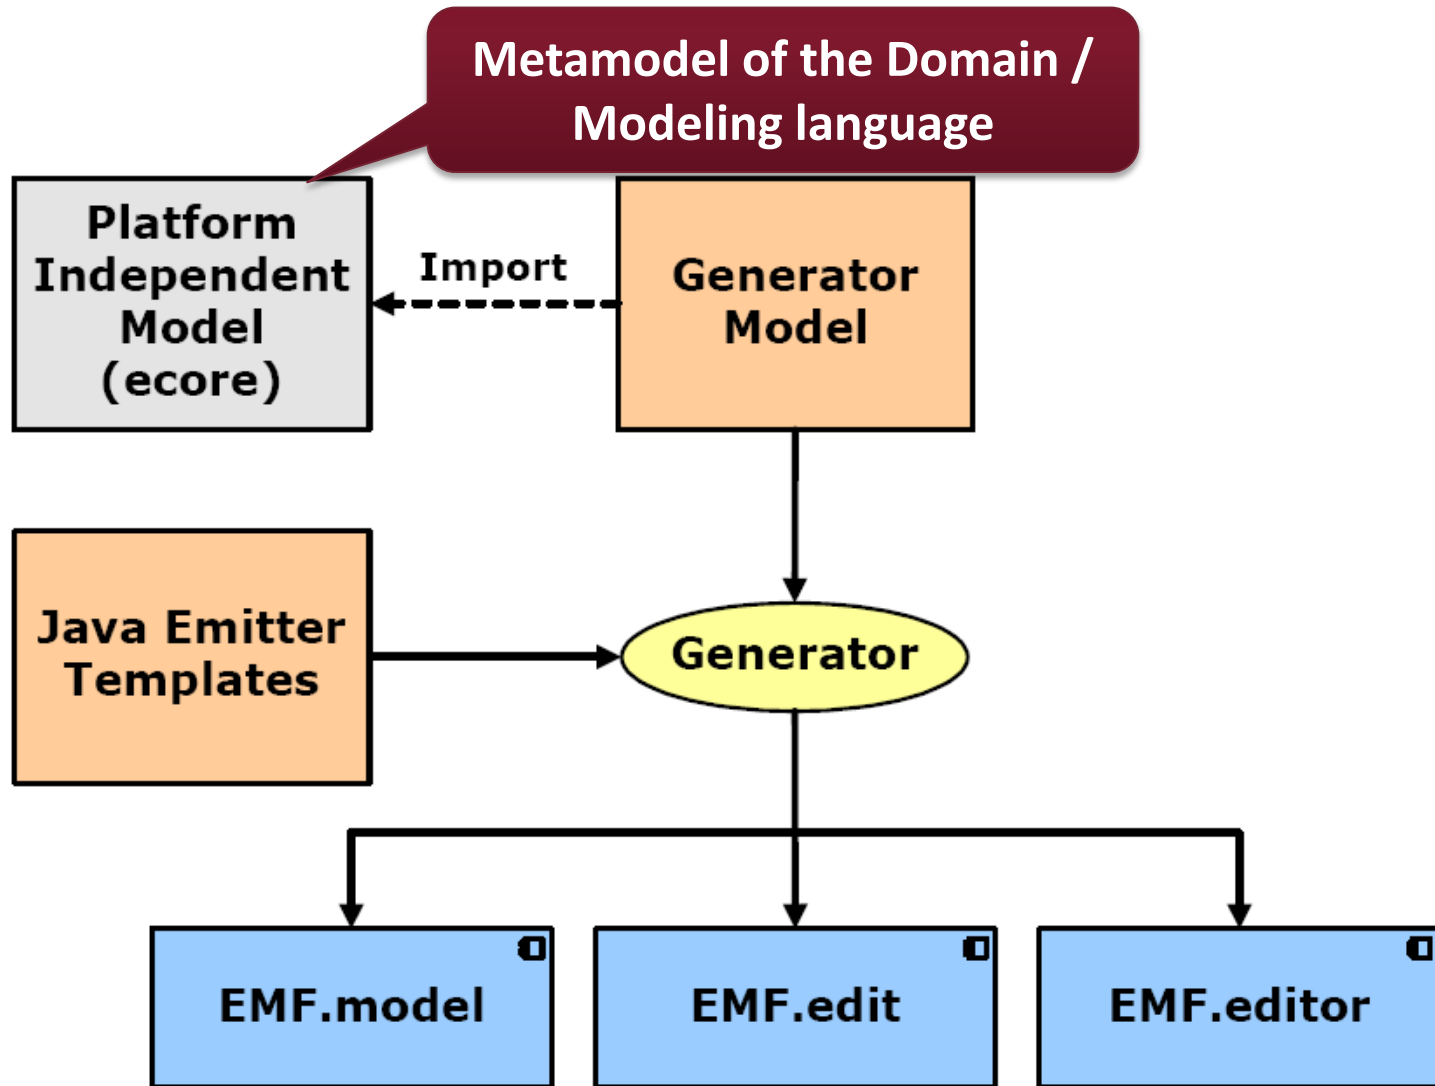 Metamodel of the Domain /
Modeling language
Platform
Independent
Model
(ecore)
Import
Generator
Model
Java Emitter
Templates
Generator
EMF.model
EMF.edit
EMF.editor